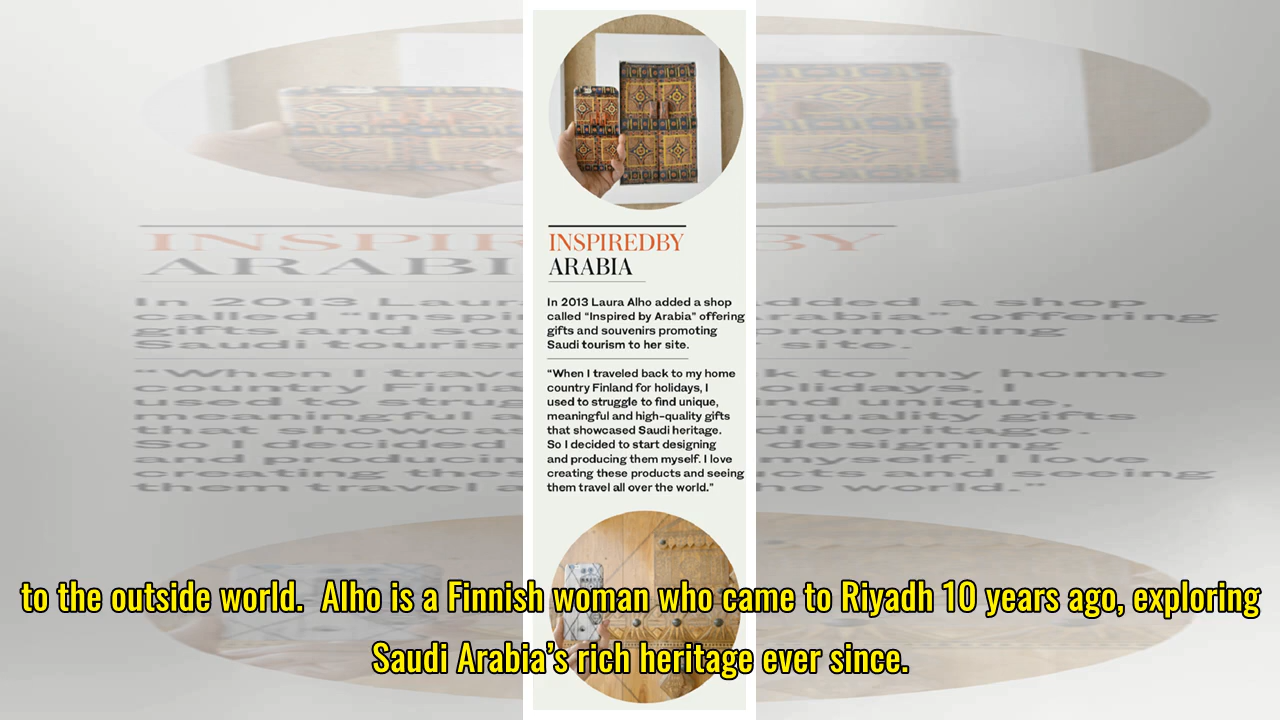 INSPIREDBY
ARABIA
In 2013 Laura Alho added a shop
called “Inspired by Arabia” offering
gifts and souvenirs promoting
Saudi tourism to her site.
“When I traveled back to my home
country Finland for holidays, I
used to struggle to find unique,
meaningful and high-quality gifts
that showcased Saudi heritage.
So I decided to start designing
and producing them myself. I love
creating these products and seeing
them travel all over the world.”
to the outside world.  Alho is a Finnish woman who came to Riyadh 10 years ago, exploring
Saudi Arabia’s rich heritage ever since.